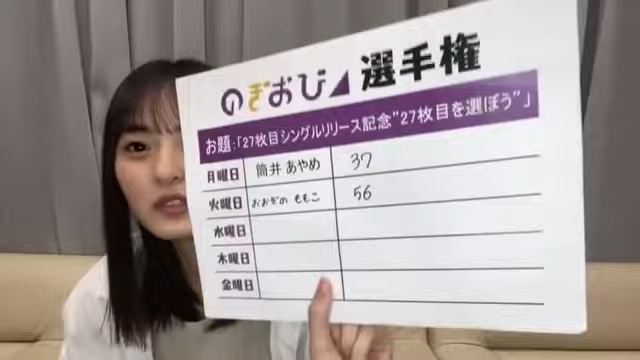 のぎおび 選手権
お題:「27枚目シングルリリース記念"27枚目を選ぼう"」
月曜日 筒井 あやめ 37
火曜日 おおぞの ももこ 56
水曜日
木曜日
金曜日